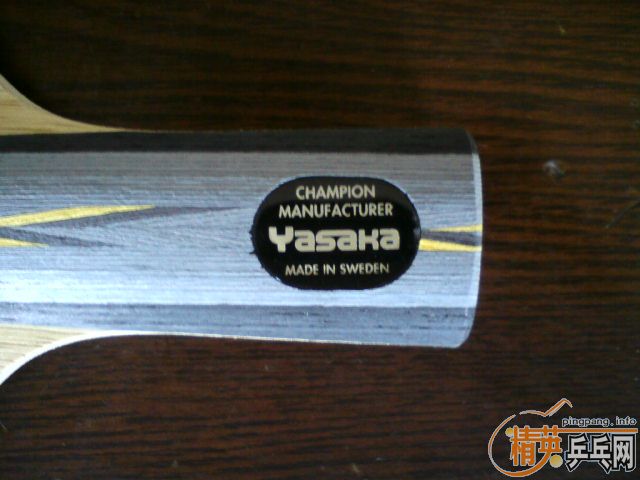 CHAMPION
MANUFACTURER
Yasaka
MADE IN SWEDEN
pingpang.info
精英乒乓网